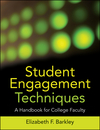 Student
Engagement
Techniques
A Handbook for College Faculty
Elizabeth F. Barkley